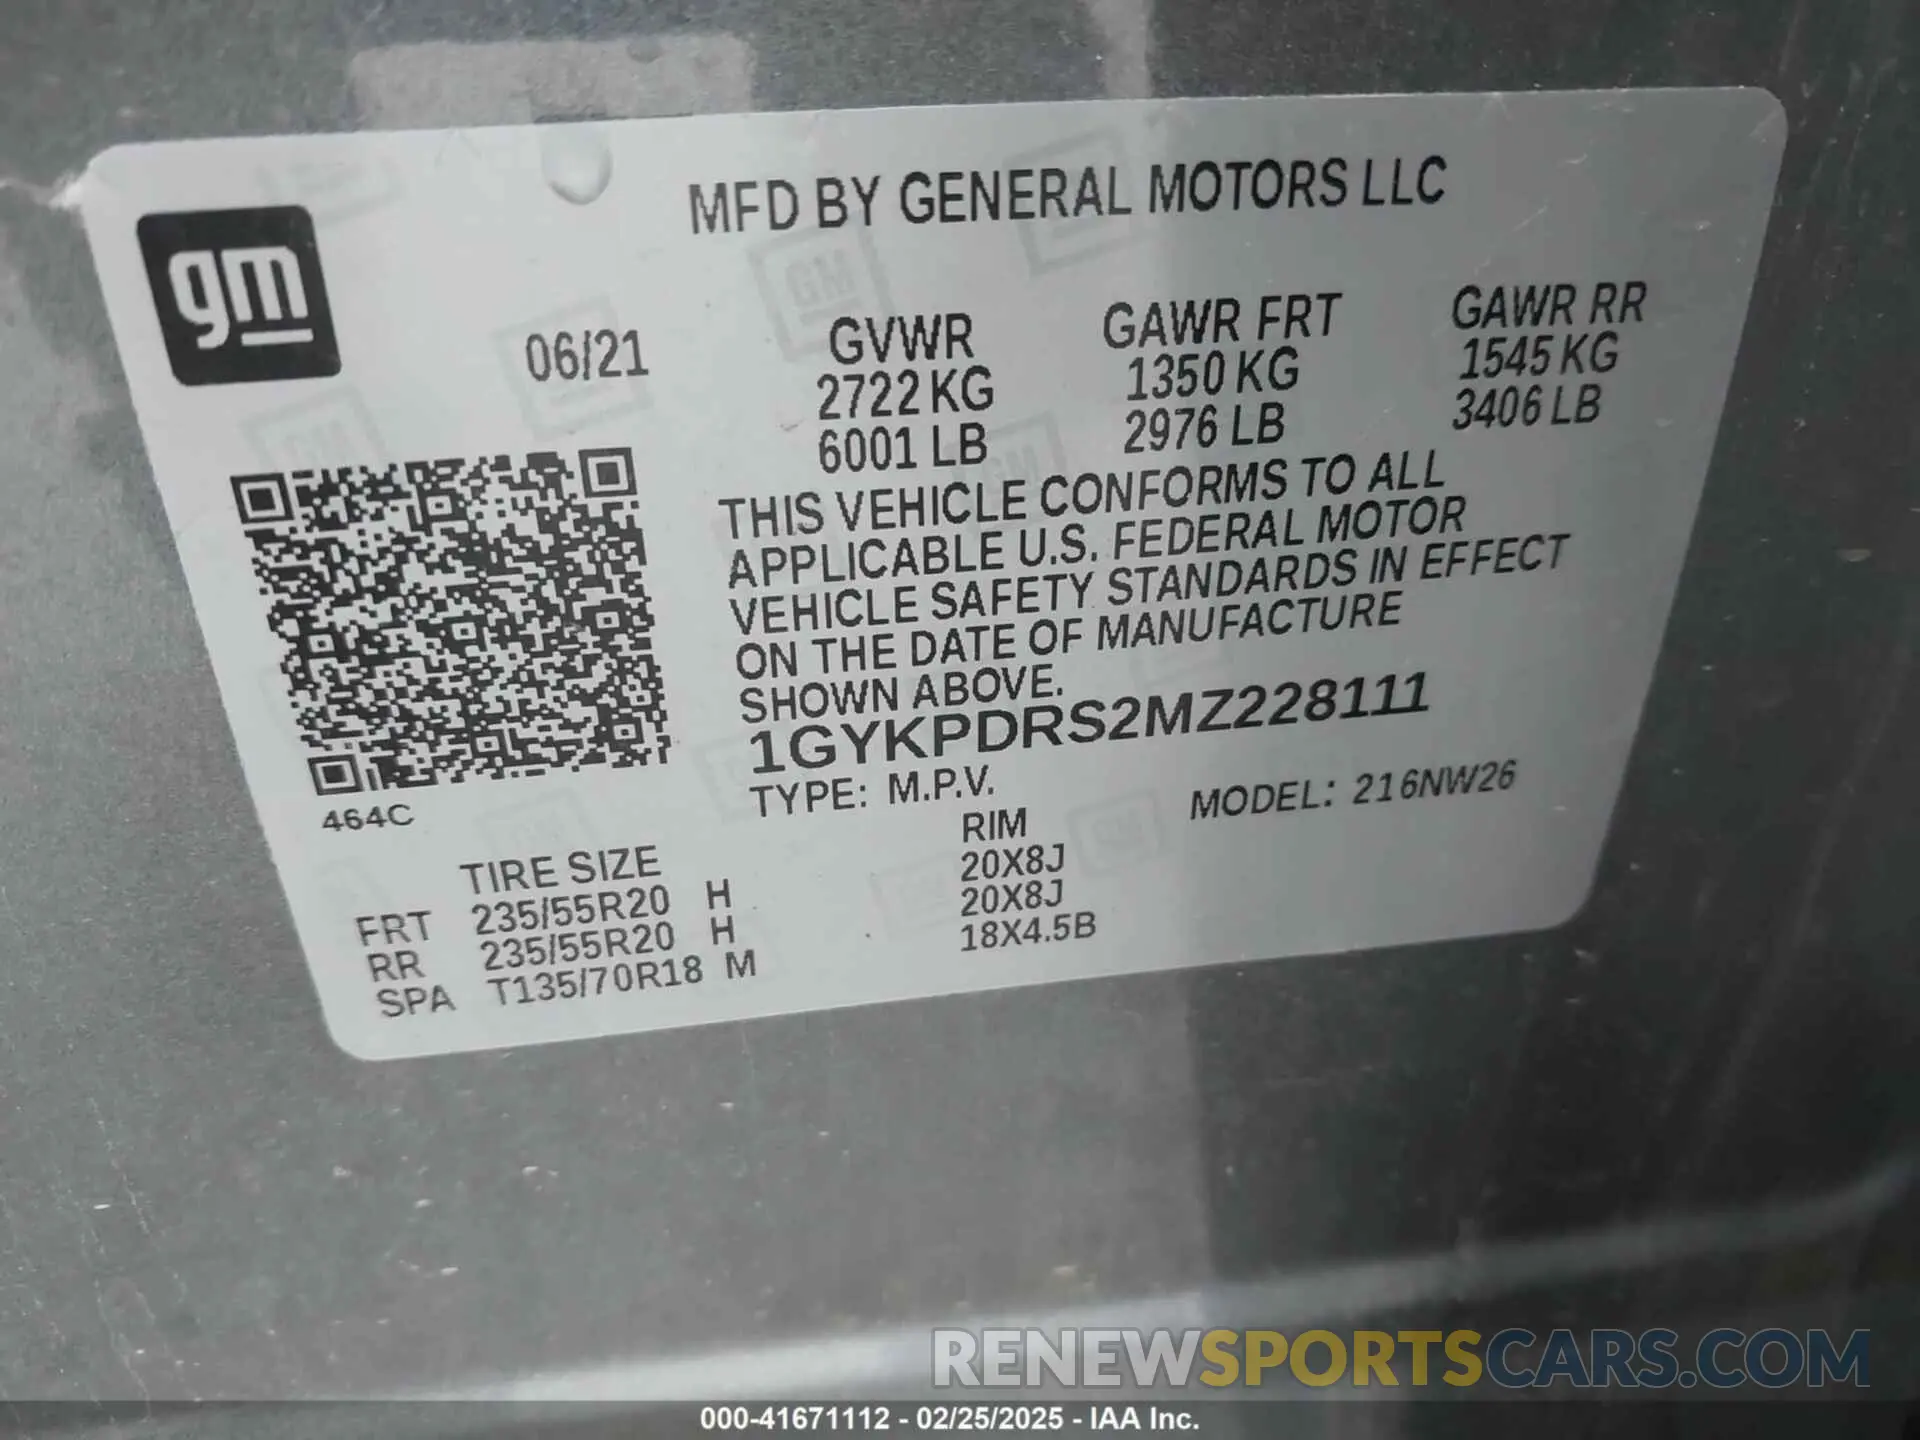 MFD BY GENERAL MOTORS LLC
gm
06/21
GVWR GAWR FRT GAWR RR
2722 KG 1350 KG 1545 KG
6001 LB 2976 LB 3406 LB
THIS VEHICLE CONFORMS TO ALL
APPLICABLE U.S. FEDERAL MOTOR
VEHICLE SAFETY STANDARDS IN EFFECT
ON THE DATE OF MANUFACTURE
SHOWN ABOVE.
1GYKPDRS2MZ228111
TYPE: M.P.V. MODEL: 216NW26
464C
TIRE SIZE RIM
FRT 235/55R20 H 20X8J
RR 235/55R20 H 20X8J
SPA T135/70R18 M 18X4.5B
RENEWSPORTSCARS.COM
000-41671112 - 02/25/2025 - IAA Inc.